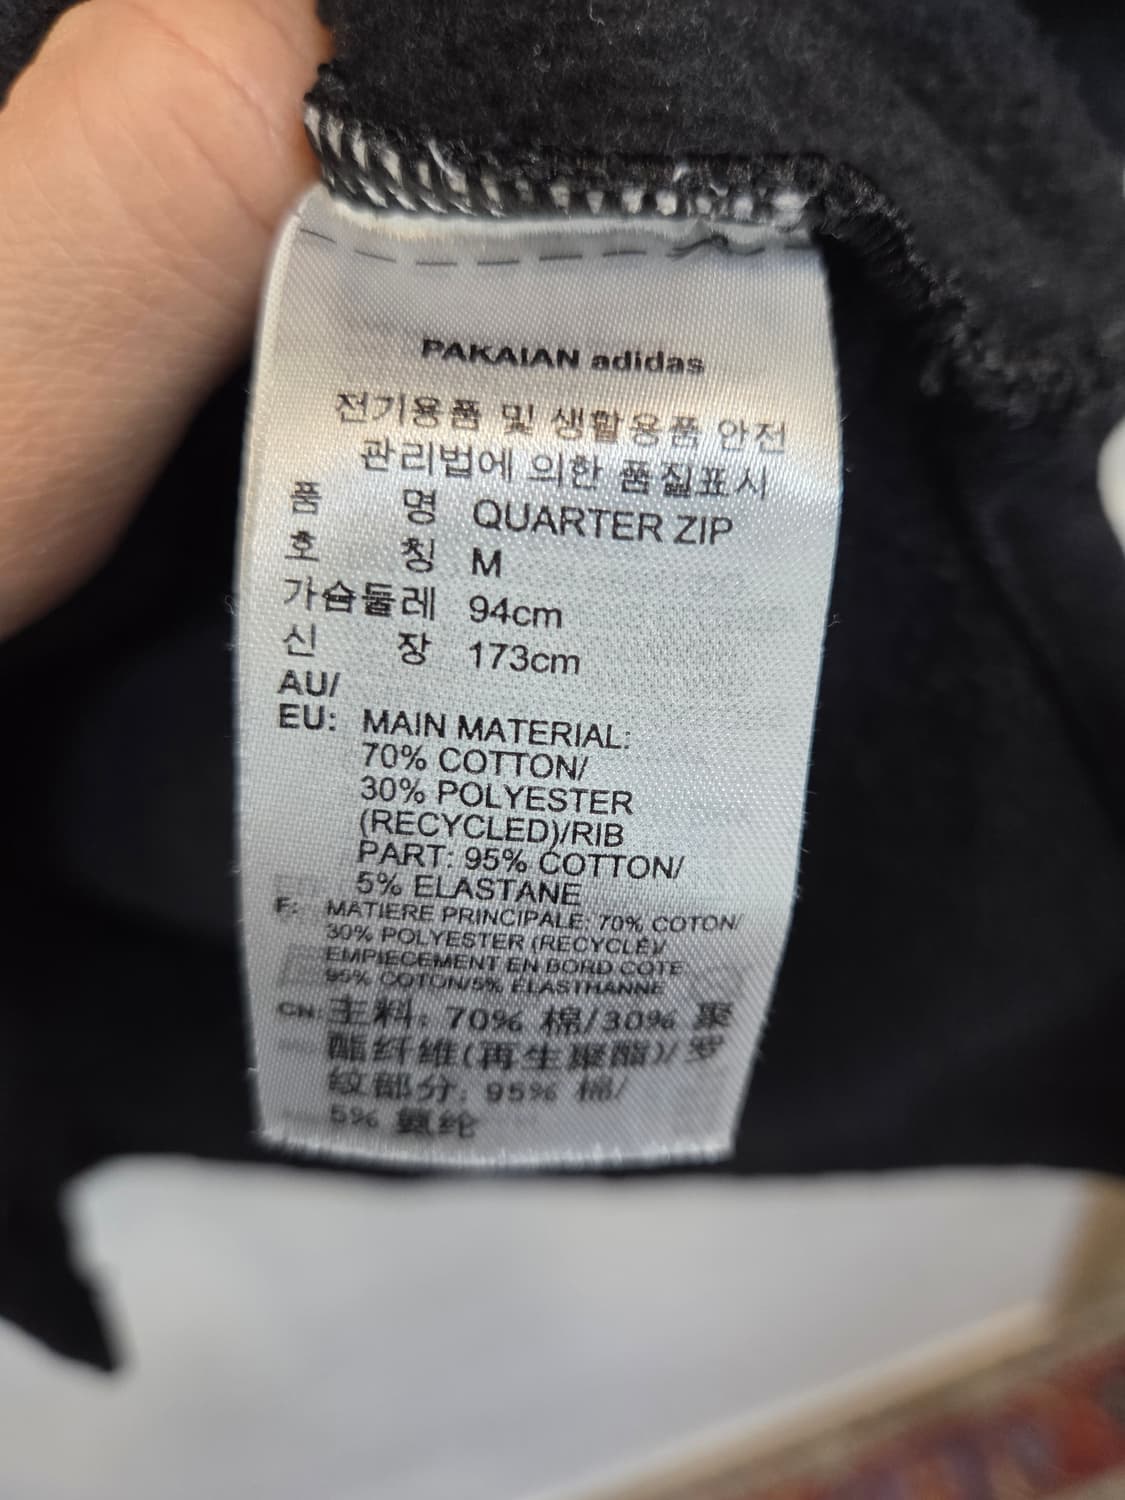 PAKAIAN adidas
전기용품 및 생활용품 안전
관리법에 의한 품질표시
품 명 QUARTER ZIP
호 칭 M
가슴둘레 94cm
신 장 173cm
AU/
EU: MAIN MATERIAL:
70% COTTON/
30% POLYESTER
(RECYCLED)/RIB
PART: 95% COTTON/
5% ELASTANE
F: MATIERE PRINCIPALE: 70% COTON/
30% POLYESTER (RECYCLÉ)/
EMPIECEMENT EN BORD COTE:
95% COTON/5% ÉLASTHANNE
CN: 主料: 70% 棉/30% 聚
酯纤维(再生聚酯)/罗
纹部分: 95% 棉/
5% 氨纶